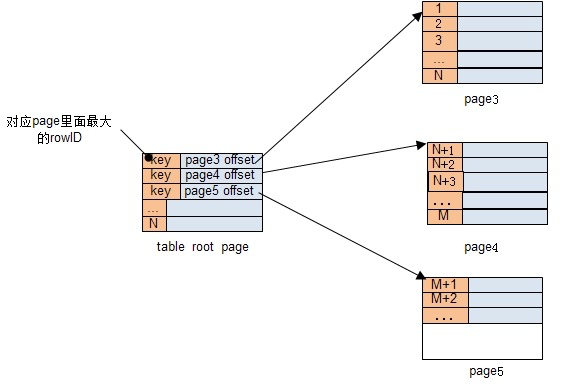 对应page里面最大
的rowID
key page3 offset
key page4 offset
key page5 offset
...
N
table root page
1
2
3
...
N
page3
N+1
N+2
N+3
...
M
page4
M+1
M+2
...
page5